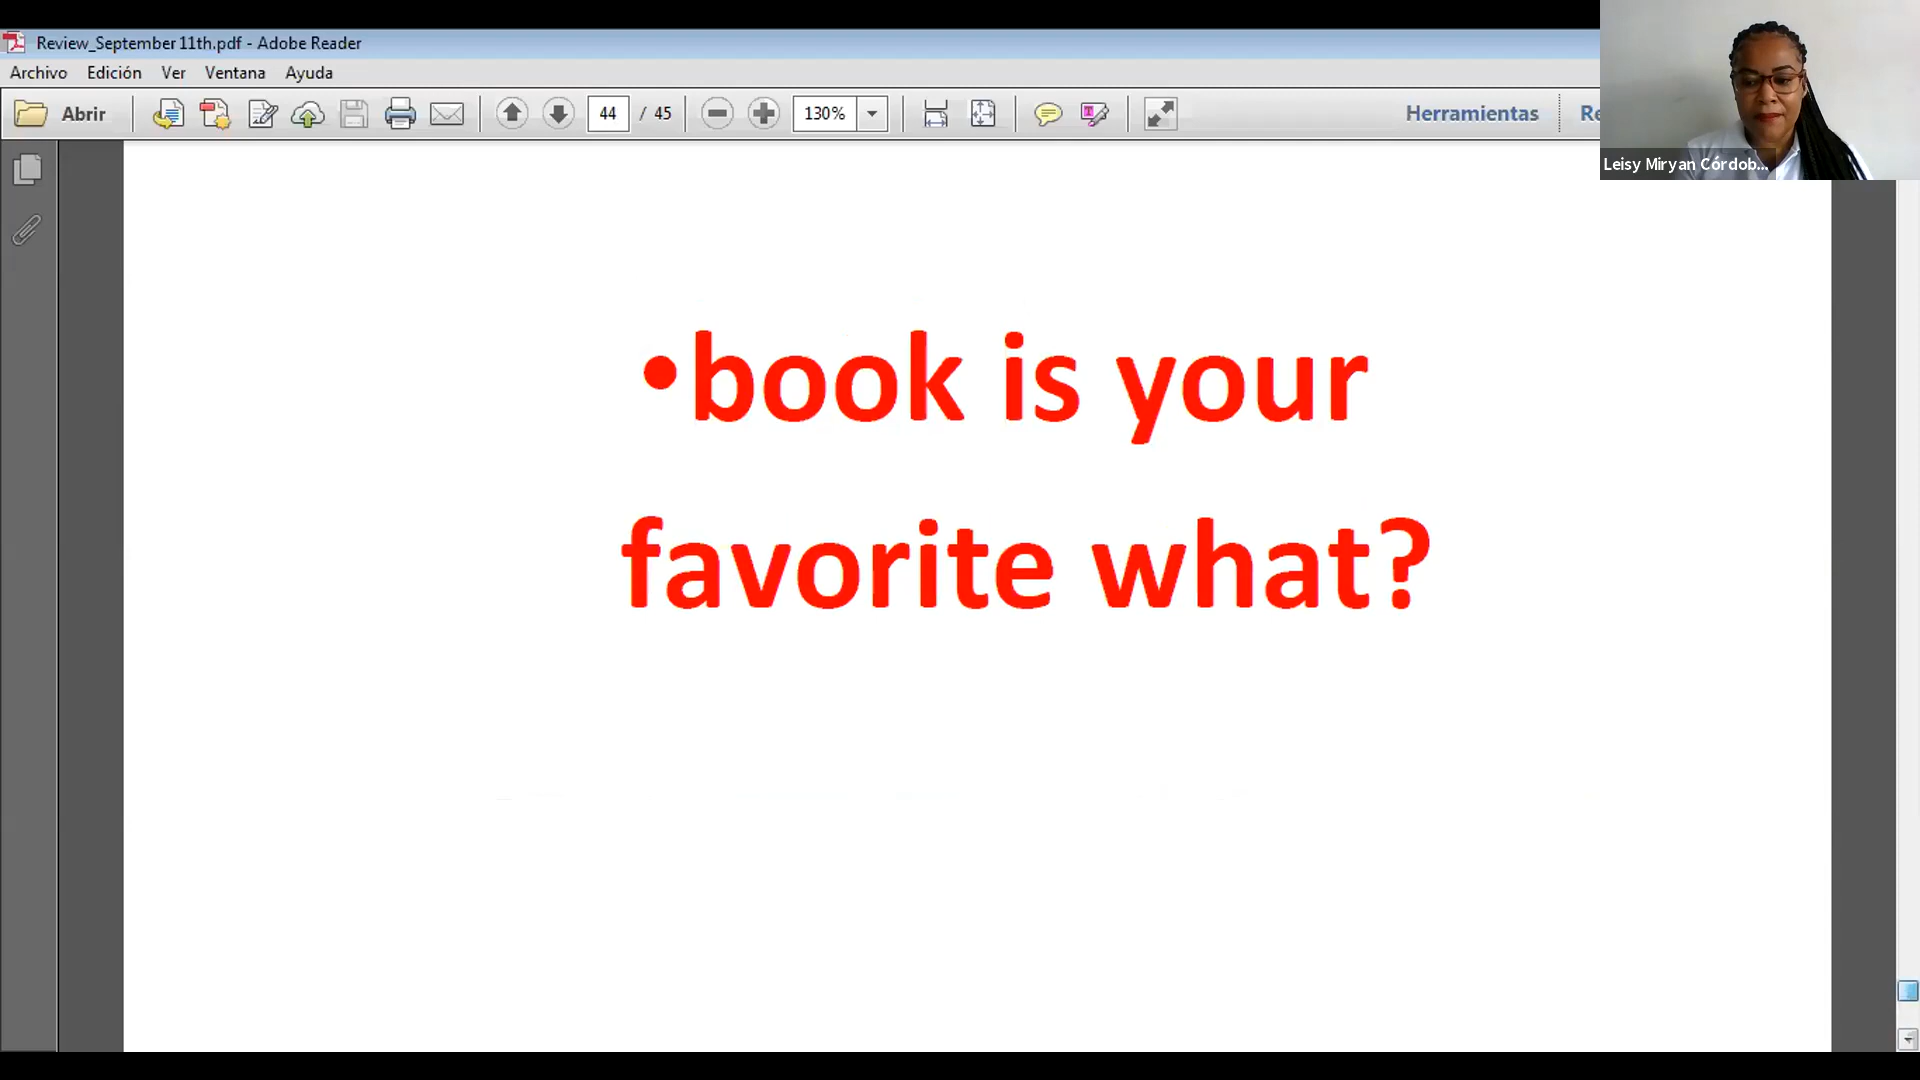 Review_September 11th.pdf - Adobe Reader
Archivo Edición Ver Ventana Ayuda
Abrir 44 / 45 130% Herramientas
Leisy Miryan Córdob...
•book is your
favorite what?